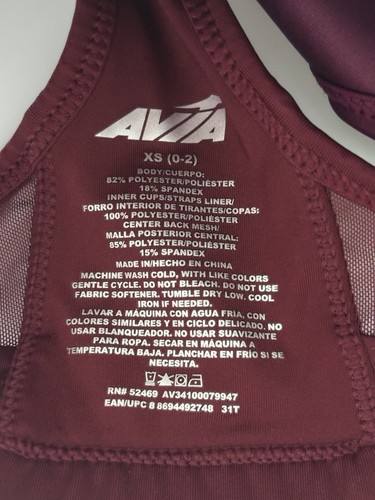 AVIA
XS (0-2)
BODY/CUERPO:
82% POLYESTER/POLIÉSTER
18% SPANDEX
INNER CUPS/STRAPS LINER/
FORRO INTERIOR DE TIRANTES/COPAS:
100% POLYESTER/POLIÉSTER
CENTER BACK MESH/
MALLA POSTERIOR CENTRAL:
85% POLYESTER/POLIÉSTER
15% SPANDEX
MADE IN/HECHO EN CHINA
MACHINE WASH COLD, WITH LIKE COLORS
GENTLE CYCLE. DO NOT BLEACH. DO NOT USE
FABRIC SOFTENER. TUMBLE DRY LOW. COOL
IRON IF NEEDED.
LAVAR A MÁQUINA CON AGUA FRIA, CON
COLORES SIMILARES Y EN CICLO DELICADO. NO
USAR BLANQUEADOR. NO USAR SUAVIZANTE
PARA ROPA. SECAR EN MÁQUINA A
TEMPERATURA BAJA. PLANCHAR EN FRÍO SI SE
NECESITA.
RN# 52469 AV34100079947
EAN/UPC 8 8694492748 31T